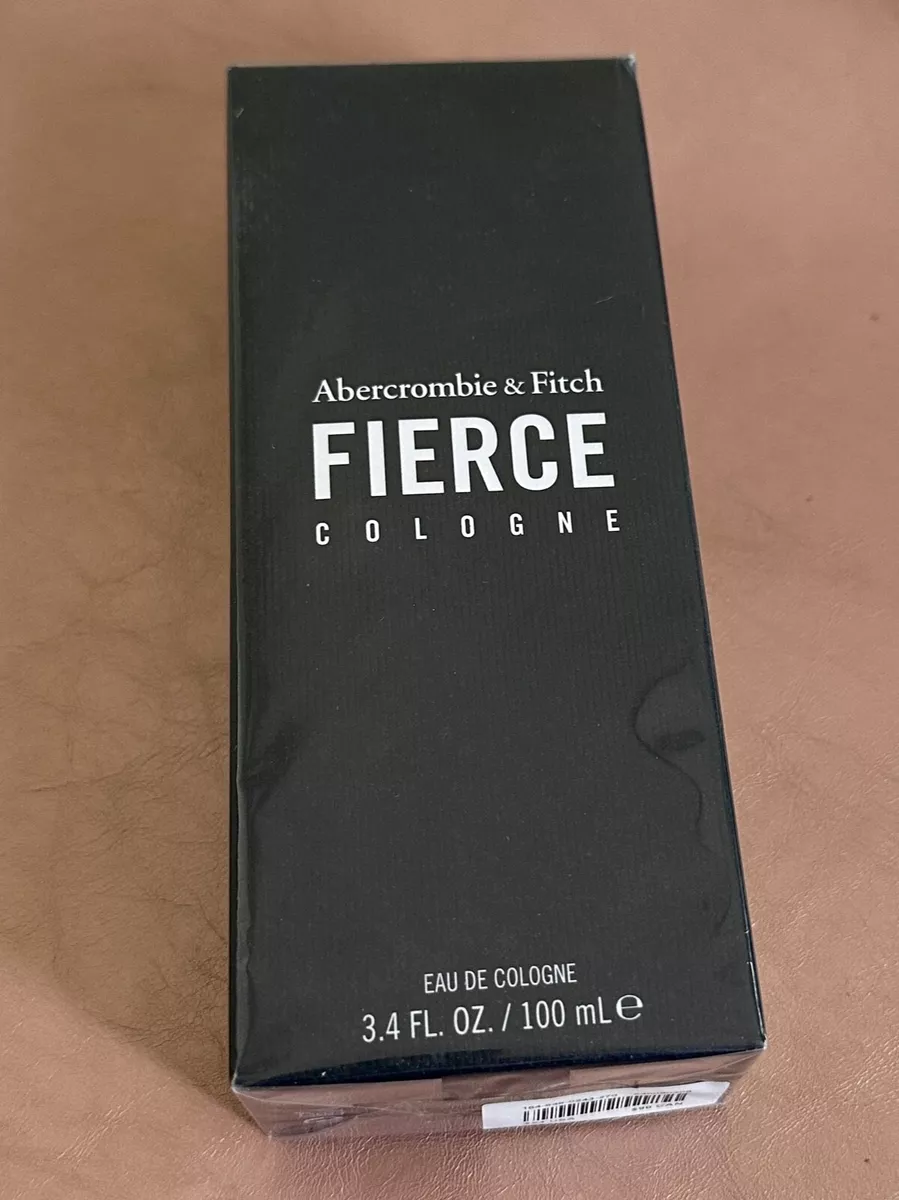 Abercrombie & Fitch
FIERCE
COLOGNE
EAU DE COLOGNE
3.4 FL. OZ. / 100 mL e